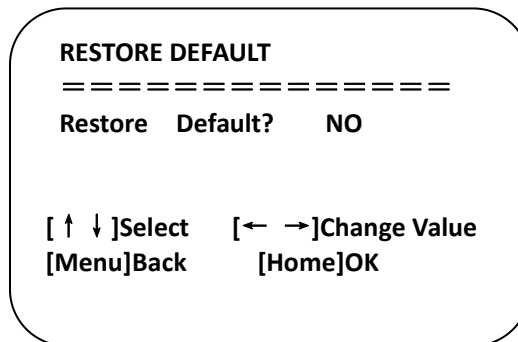 RESTORE DEFAULT
===============
Restore Default? NO
[↑ ↓]Select [← →]Change Value
[Menu]Back [Home]OK